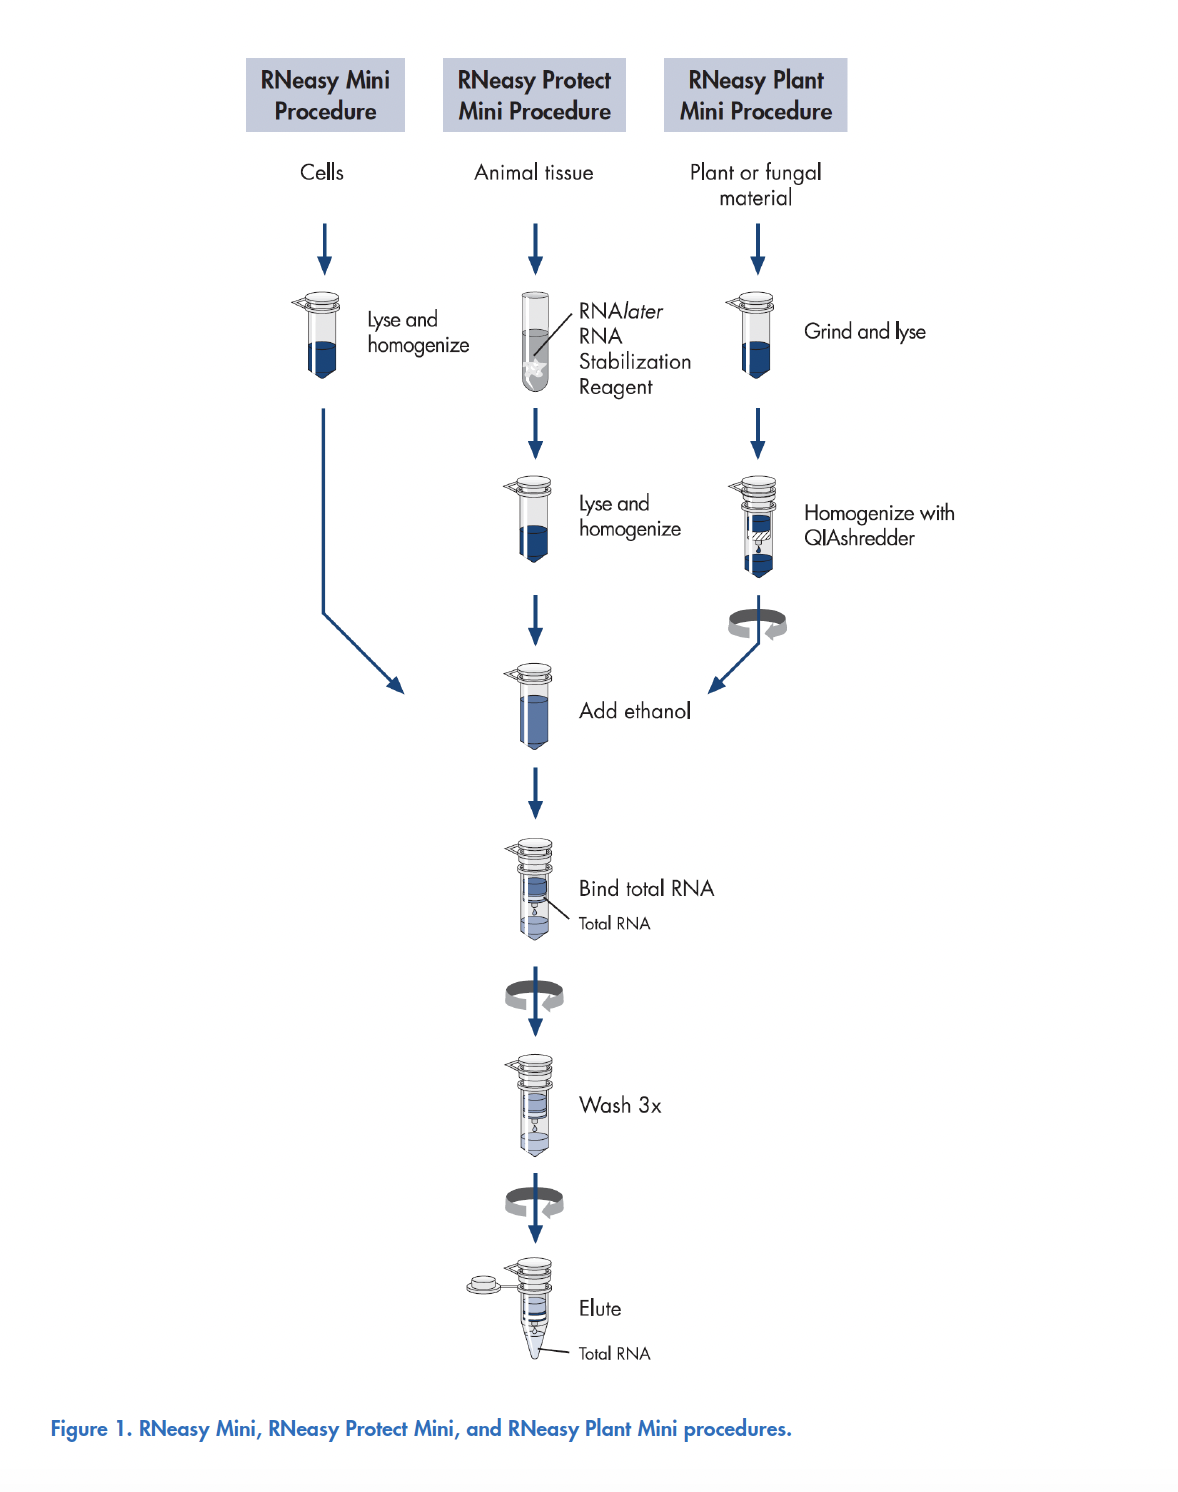 RNeasy Mini
Procedure
RNeasy Protect
Mini Procedure
RNeasy Plant
Mini Procedure
Cells
Animal tissue
Plant or fungal
material
Lyse and
homogenize
RNAlater
RNA
Stabilization
Reagent
Grind and lyse
Lyse and
homogenize
Homogenize with
QIAshredder
Add ethanol
Bind total RNA
Total RNA
Wash 3x
Elute
Total RNA
Figure 1. RNeasy Mini, RNeasy Protect Mini, and RNeasy Plant Mini procedures.